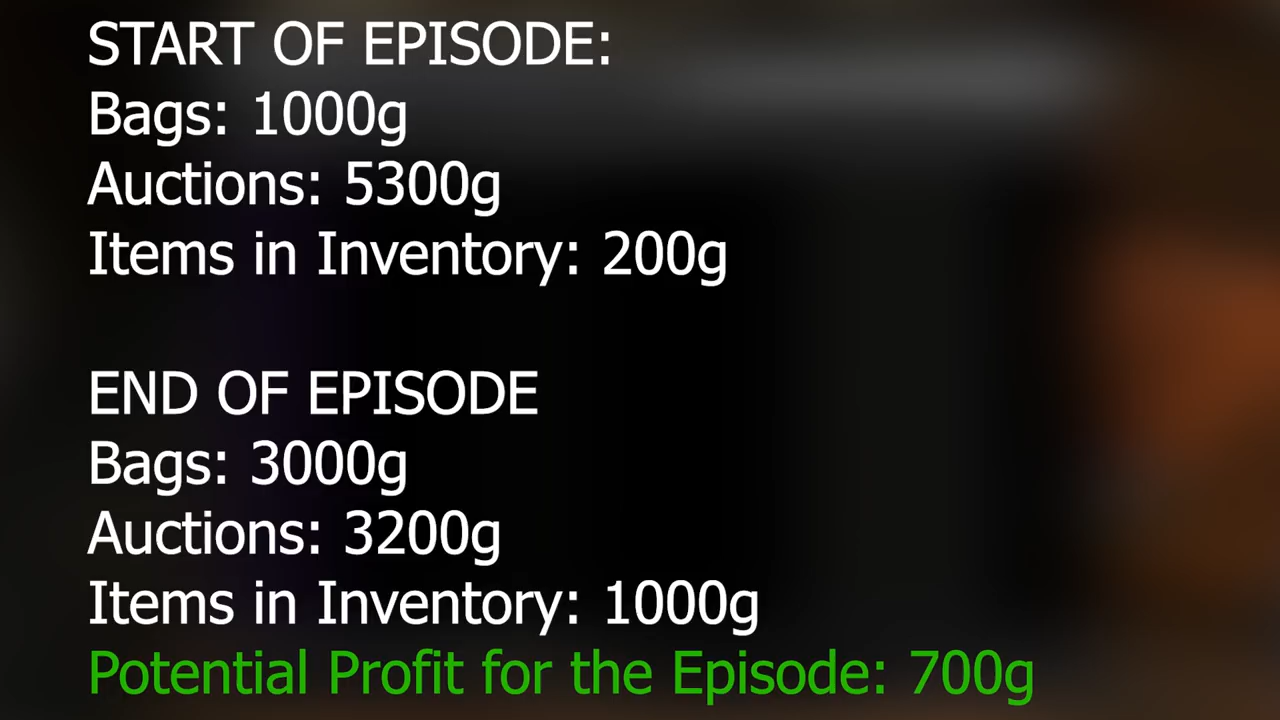 START OF EPISODE:
Bags: 1000g
Auctions: 5300g
Items in Inventory: 200g
END OF EPISODE
Bags: 3000g
Auctions: 3200g
Items in Inventory: 1000g
Potential Profit for the Episode: 700g